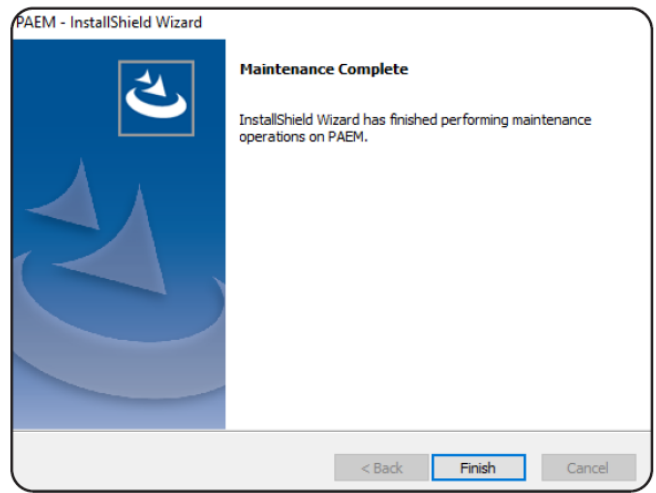 PAEM - InstallShield Wizard
Maintenance Complete
InstallShield Wizard has finished performing maintenance
operations on PAEM.
< Back
Finish
Cancel